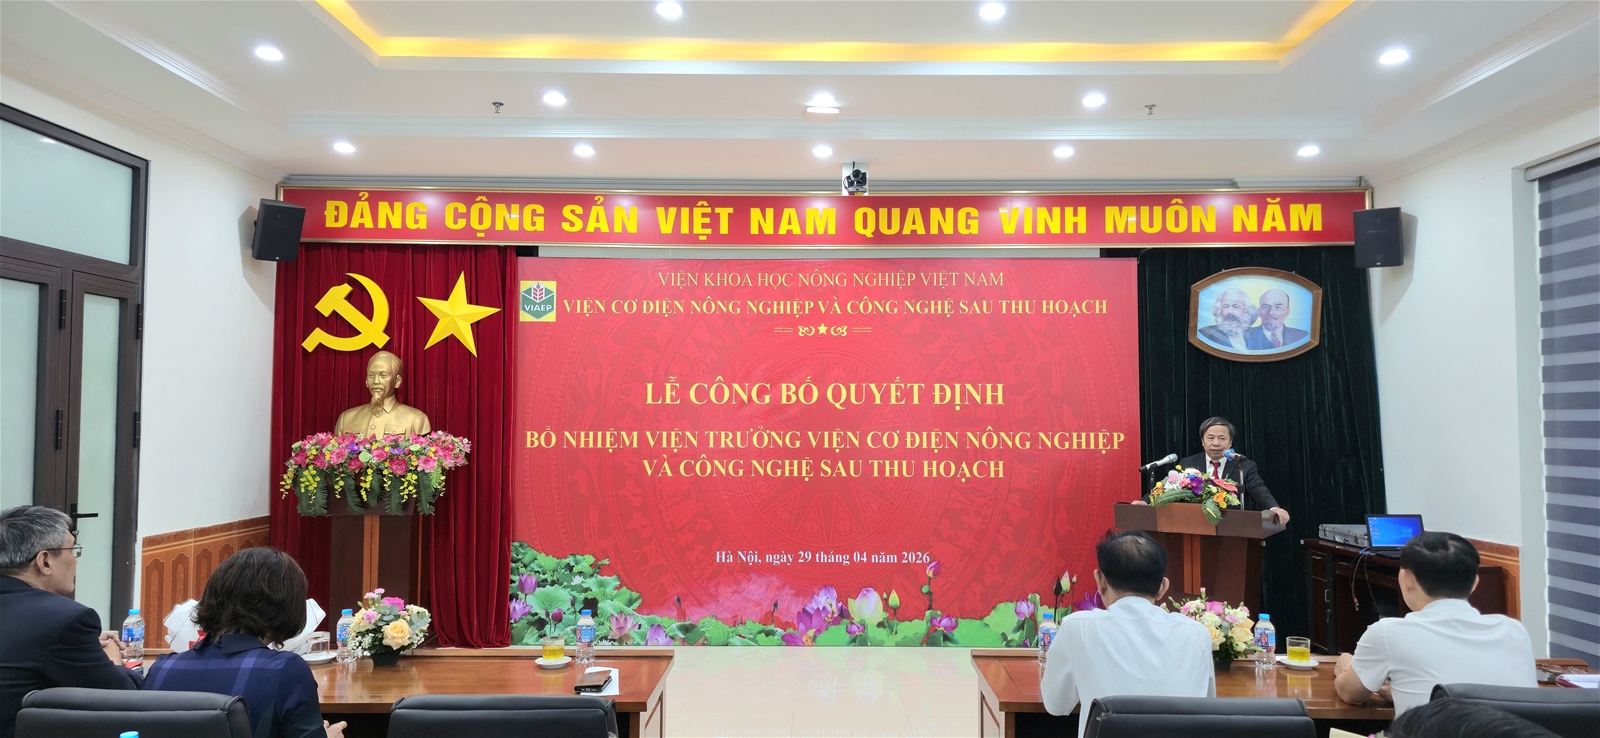 ĐẢNG CỘNG SẢN VIỆT NAM QUANG VINH MUÔN NĂM
VIỆN KHOA HỌC NÔNG NGHIỆP VIỆT NAM
VIAEP
VIỆN CƠ ĐIỆN NÔNG NGHIỆP VÀ CÔNG NGHỆ SAU THU HOẠCH
LỄ CÔNG BỐ QUYẾT ĐỊNH
BỔ NHIỆM VIỆN TRƯỞNG VIỆN CƠ ĐIỆN NÔNG NGHIỆP
VÀ CÔNG NGHỆ SAU THU HOẠCH
Hà Nội, ngày 29 tháng 04 năm 2026